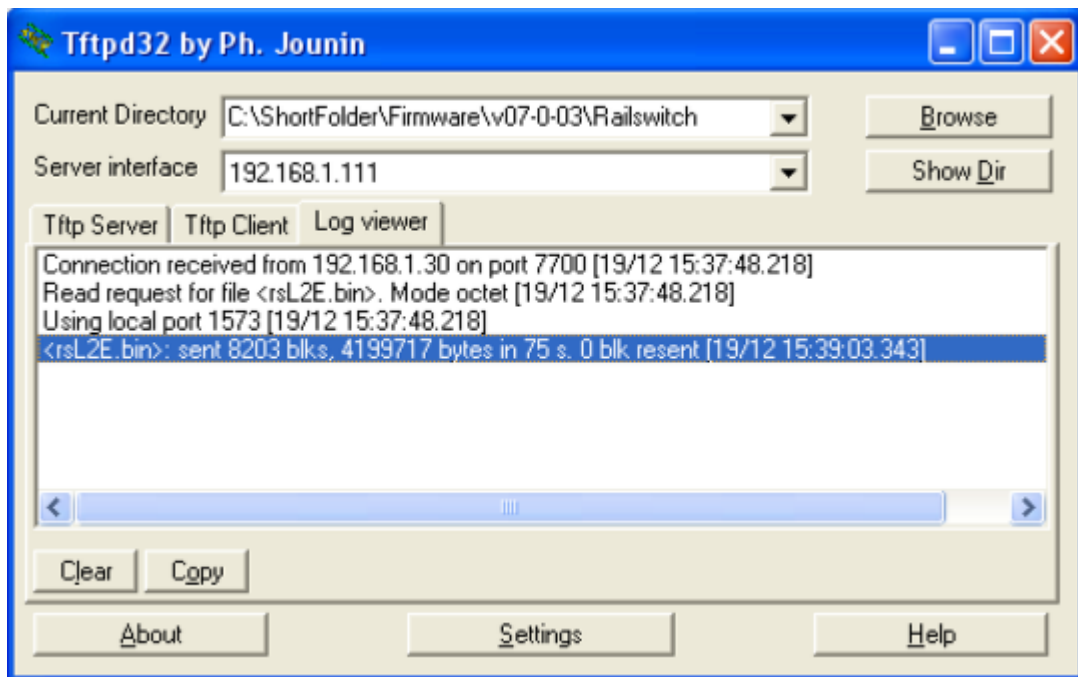 Tftpd32 by Ph. Jounin
Current Directory C:\ShortFolder\Firmware\v07-0-03\Railswitch Browse
Server interface 192.168.1.111 Show Dir
Tftp Server Tftp Client Log viewer
Connection received from 192.168.1.30 on port 7700 [19/12 15:37:48.218]
Read request for file <rsL2E.bin>. Mode octet [19/12 15:37:48.218]
Using local port 1573 [19/12 15:37:48.218]
<rsL2E.bin>: sent 8203 blks, 4199717 bytes in 75 s. 0 blk resent [19/12 15:39:03.343]
Clear Copy
About Settings Help